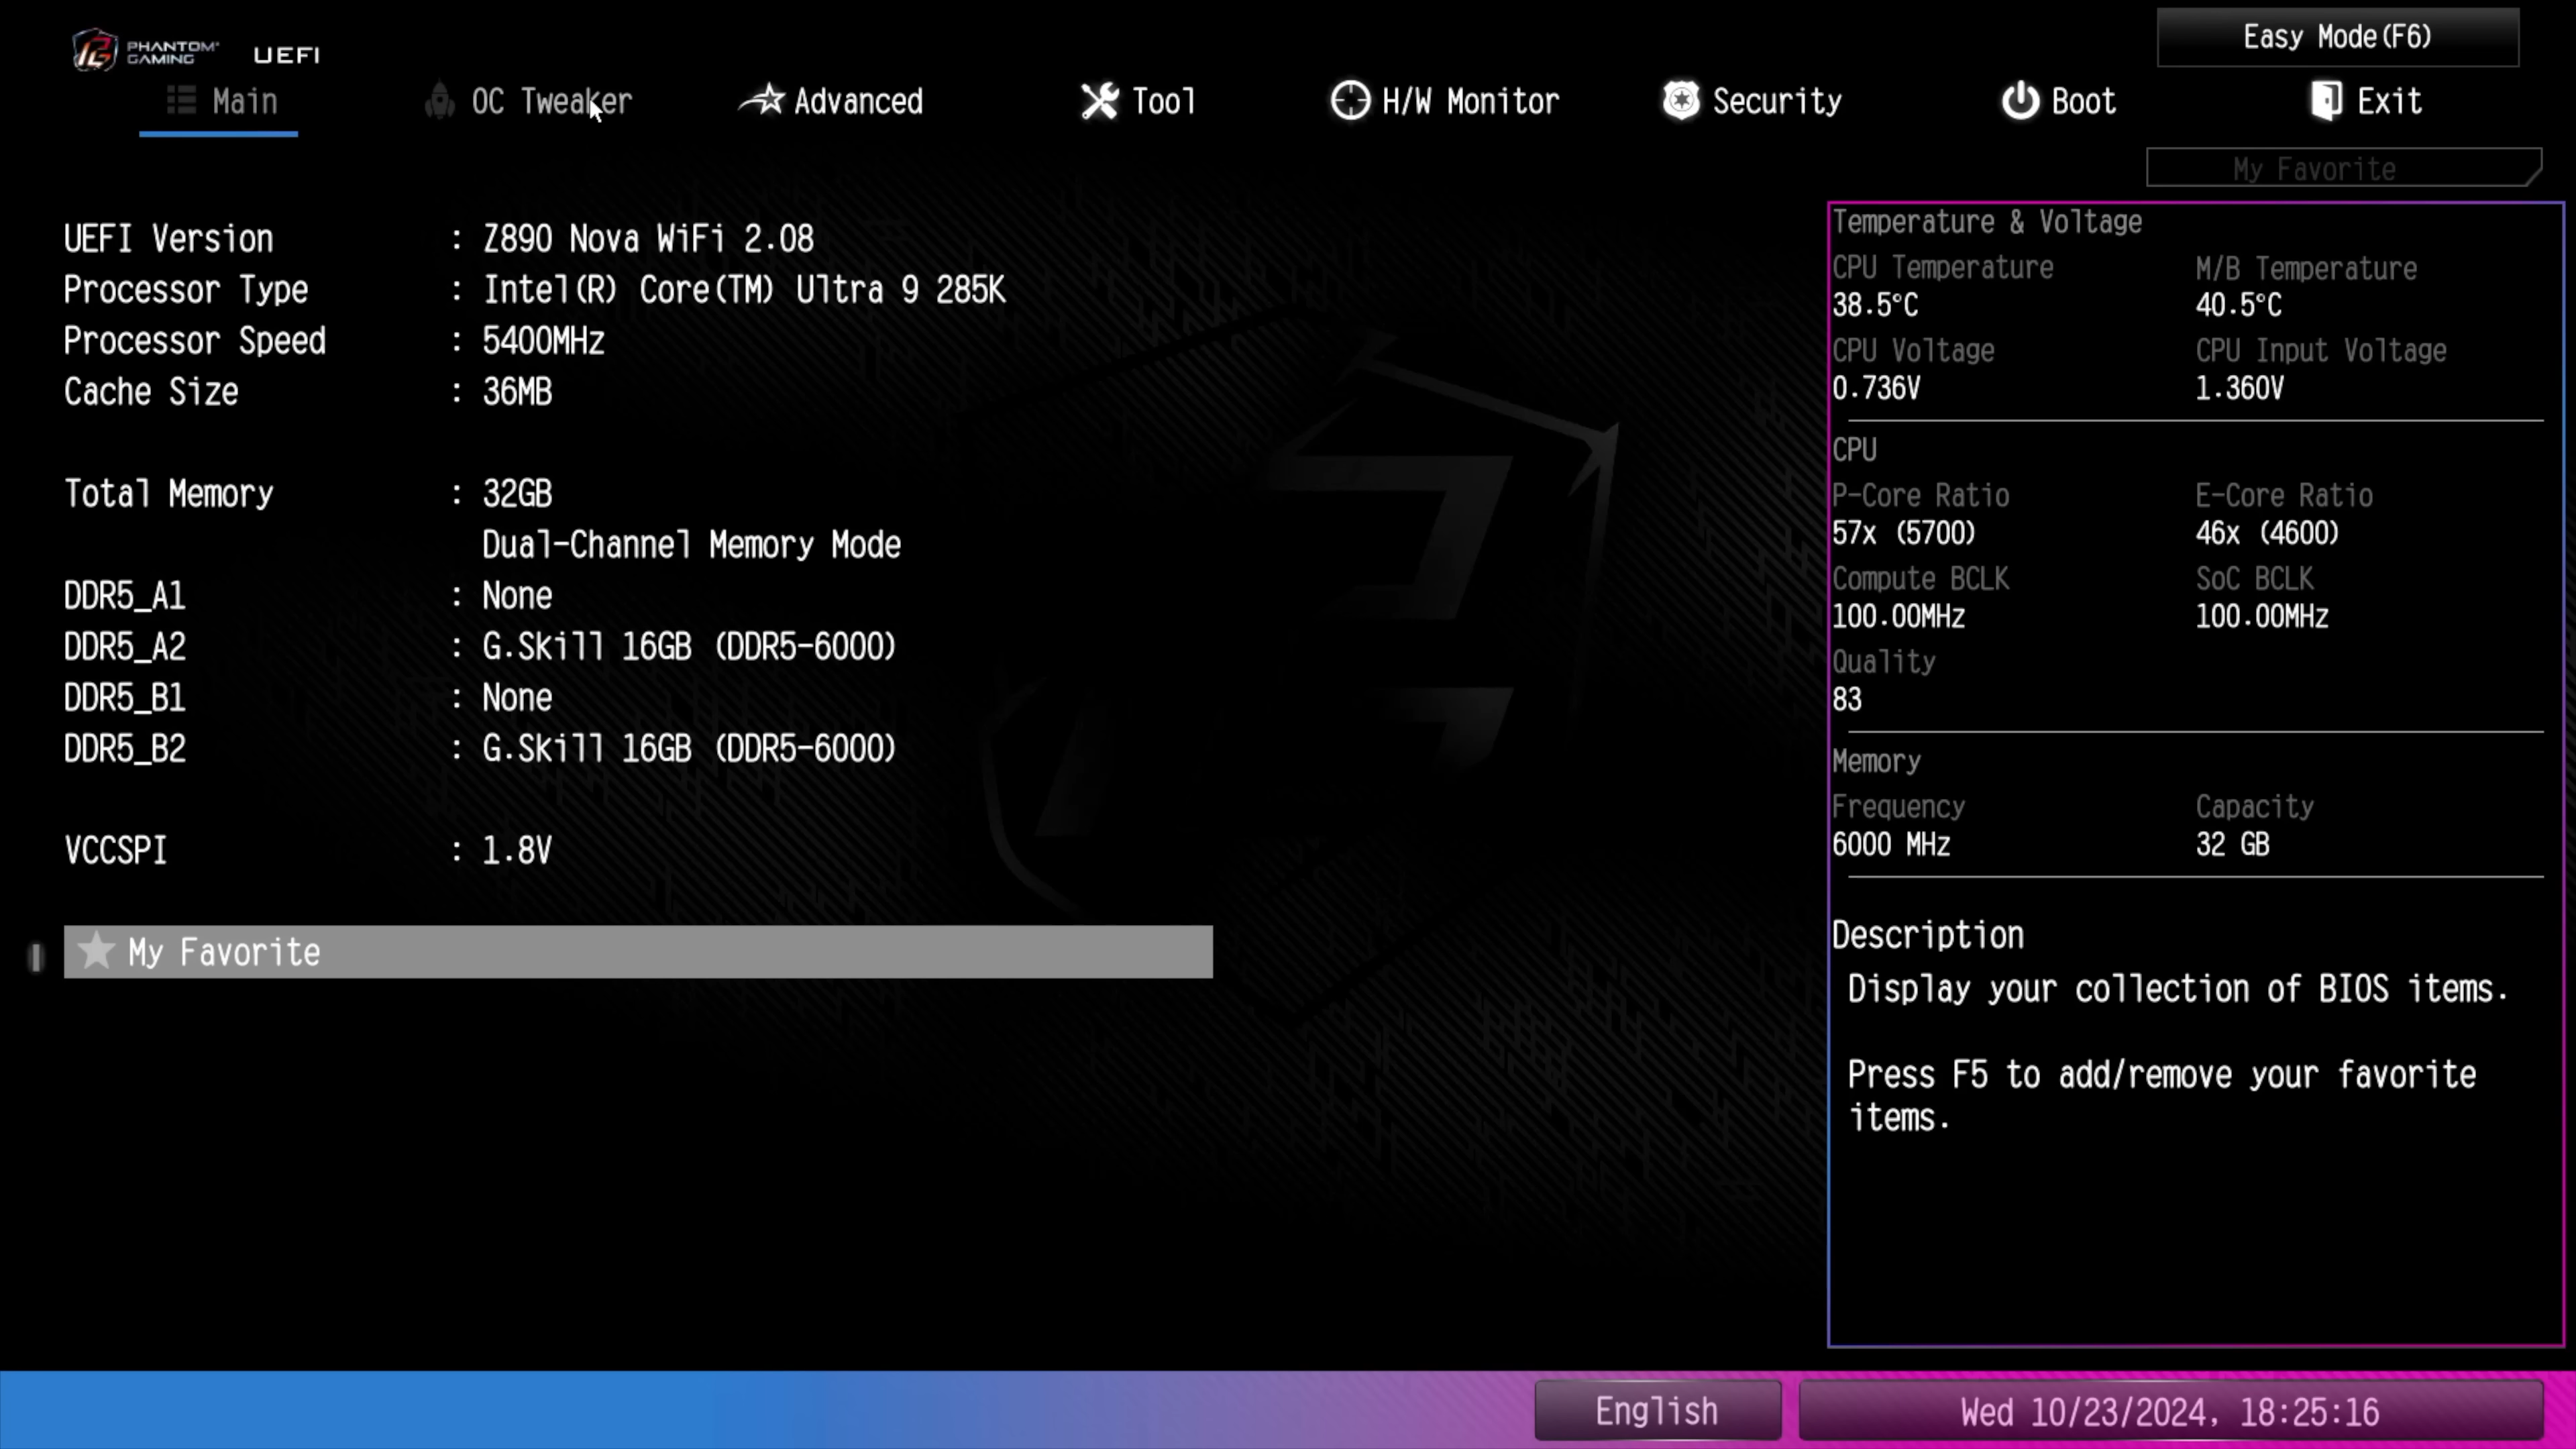 PHANTOM GAMING UEFI
Easy Mode(F6)
Main OC Tweaker Advanced Tool H/W Monitor Security Boot Exit
My Favorite
UEFI Version : Z890 Nova WiFi 2.08
Processor Type : Intel(R) Core(TM) Ultra 9 285K
Processor Speed : 5400MHz
Cache Size : 36MB
Total Memory : 32GB
Dual-Channel Memory Mode
DDR5_A1 : None
DDR5_A2 : G.Skill 16GB (DDR5-6000)
DDR5_B1 : None
DDR5_B2 : G.Skill 16GB (DDR5-6000)
VCCSPI : 1.8V
My Favorite
Temperature & Voltage
CPU Temperature M/B Temperature
38.5°C 40.5°C
CPU Voltage CPU Input Voltage
0.736V 1.360V
CPU
P-Core Ratio E-Core Ratio
57x (5700) 46x (4600)
Compute BCLK SoC BCLK
100.00MHz 100.00MHz
Quality
83
Memory
Frequency Capacity
6000 MHz 32 GB
Description
Display your collection of BIOS items.
Press F5 to add/remove your favorite
items.
English Wed 10/23/2024, 18:25:16